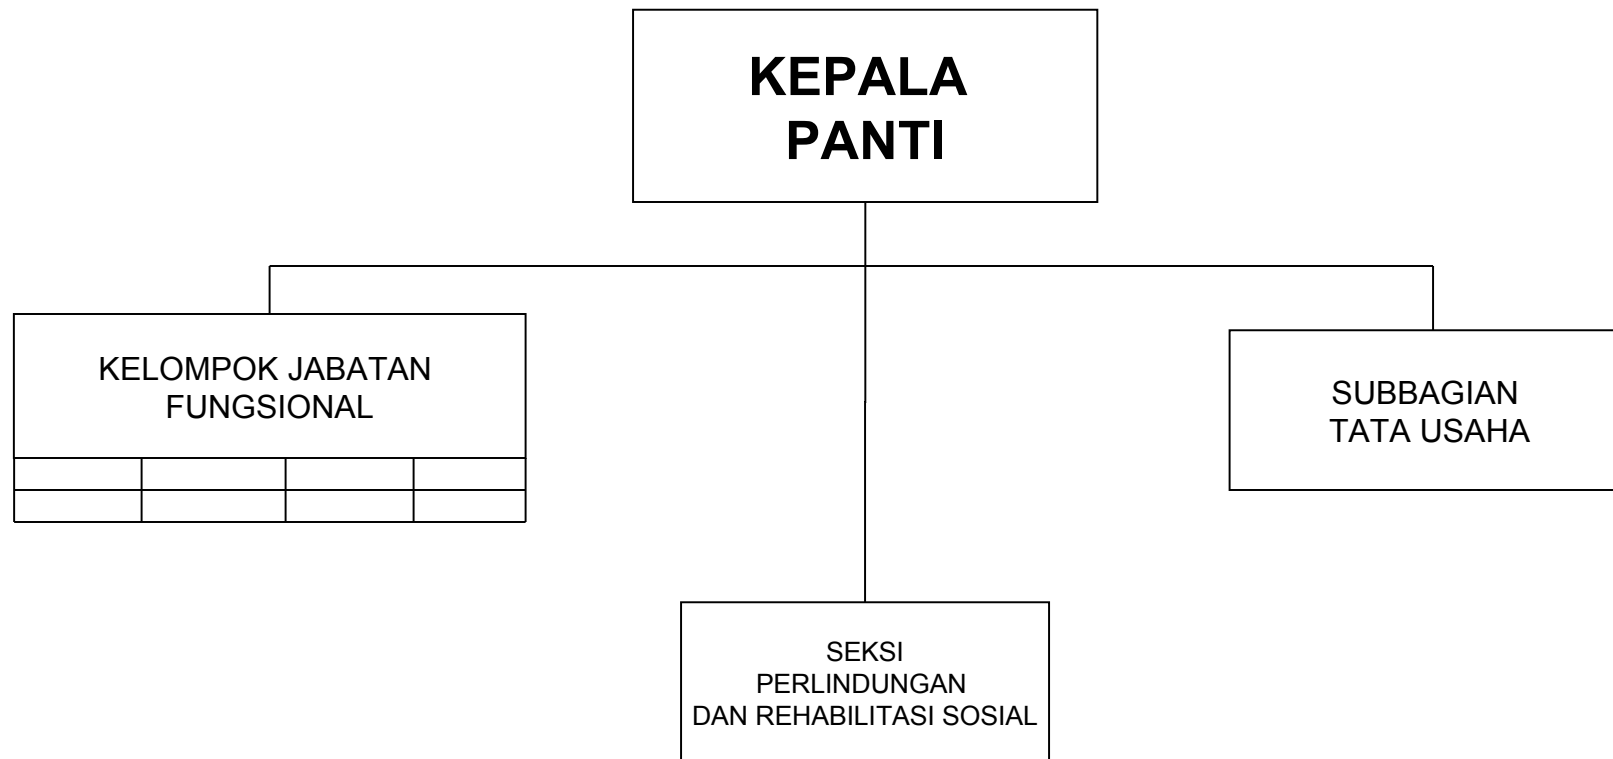 KEPALA
PANTI
KELOMPOK JABATAN
FUNGSIONAL
SUBBAGIAN
TATA USAHA
SEKSI
PERLINDUNGAN
DAN REHABILITASI SOSIAL